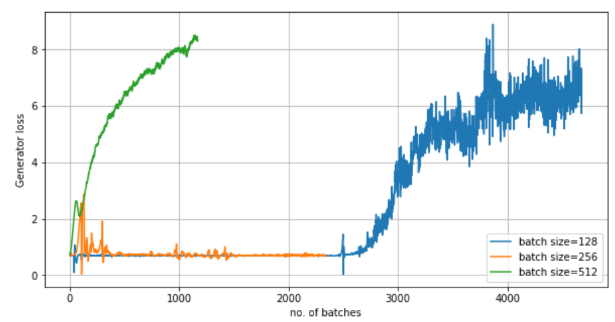 8
6
4
2
0
Generator loss
0
1000
2000
3000
4000
no. of batches
batch size=128
batch size=256
batch size=512